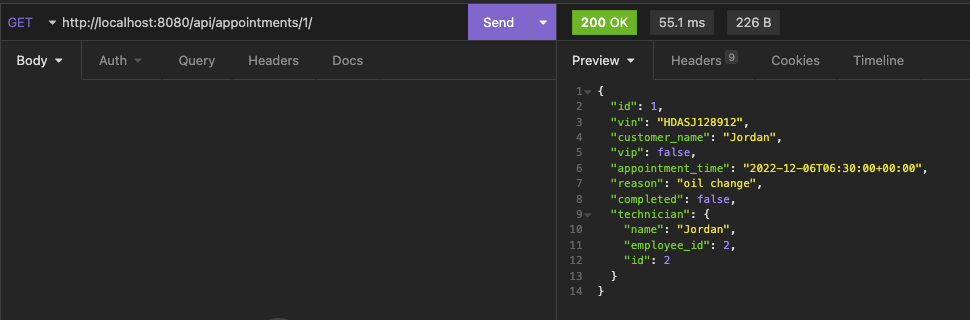 GET http://localhost:8080/api/appointments/1/ Send 200 OK 55.1 ms 226 B
Body Auth Query Headers Docs Preview Headers 9 Cookies Timeline
1 {
2 "id": 1,
3 "vin": "HDASJ128912",
4 "customer_name": "Jordan",
5 "vip": false,
6 "appointment_time": "2022-12-06T06:30:00+00:00",
7 "reason": "oil change",
8 "completed": false,
9 "technician": {
10 "name": "Jordan",
11 "employee_id": 2,
12 "id": 2
13 }
14 }